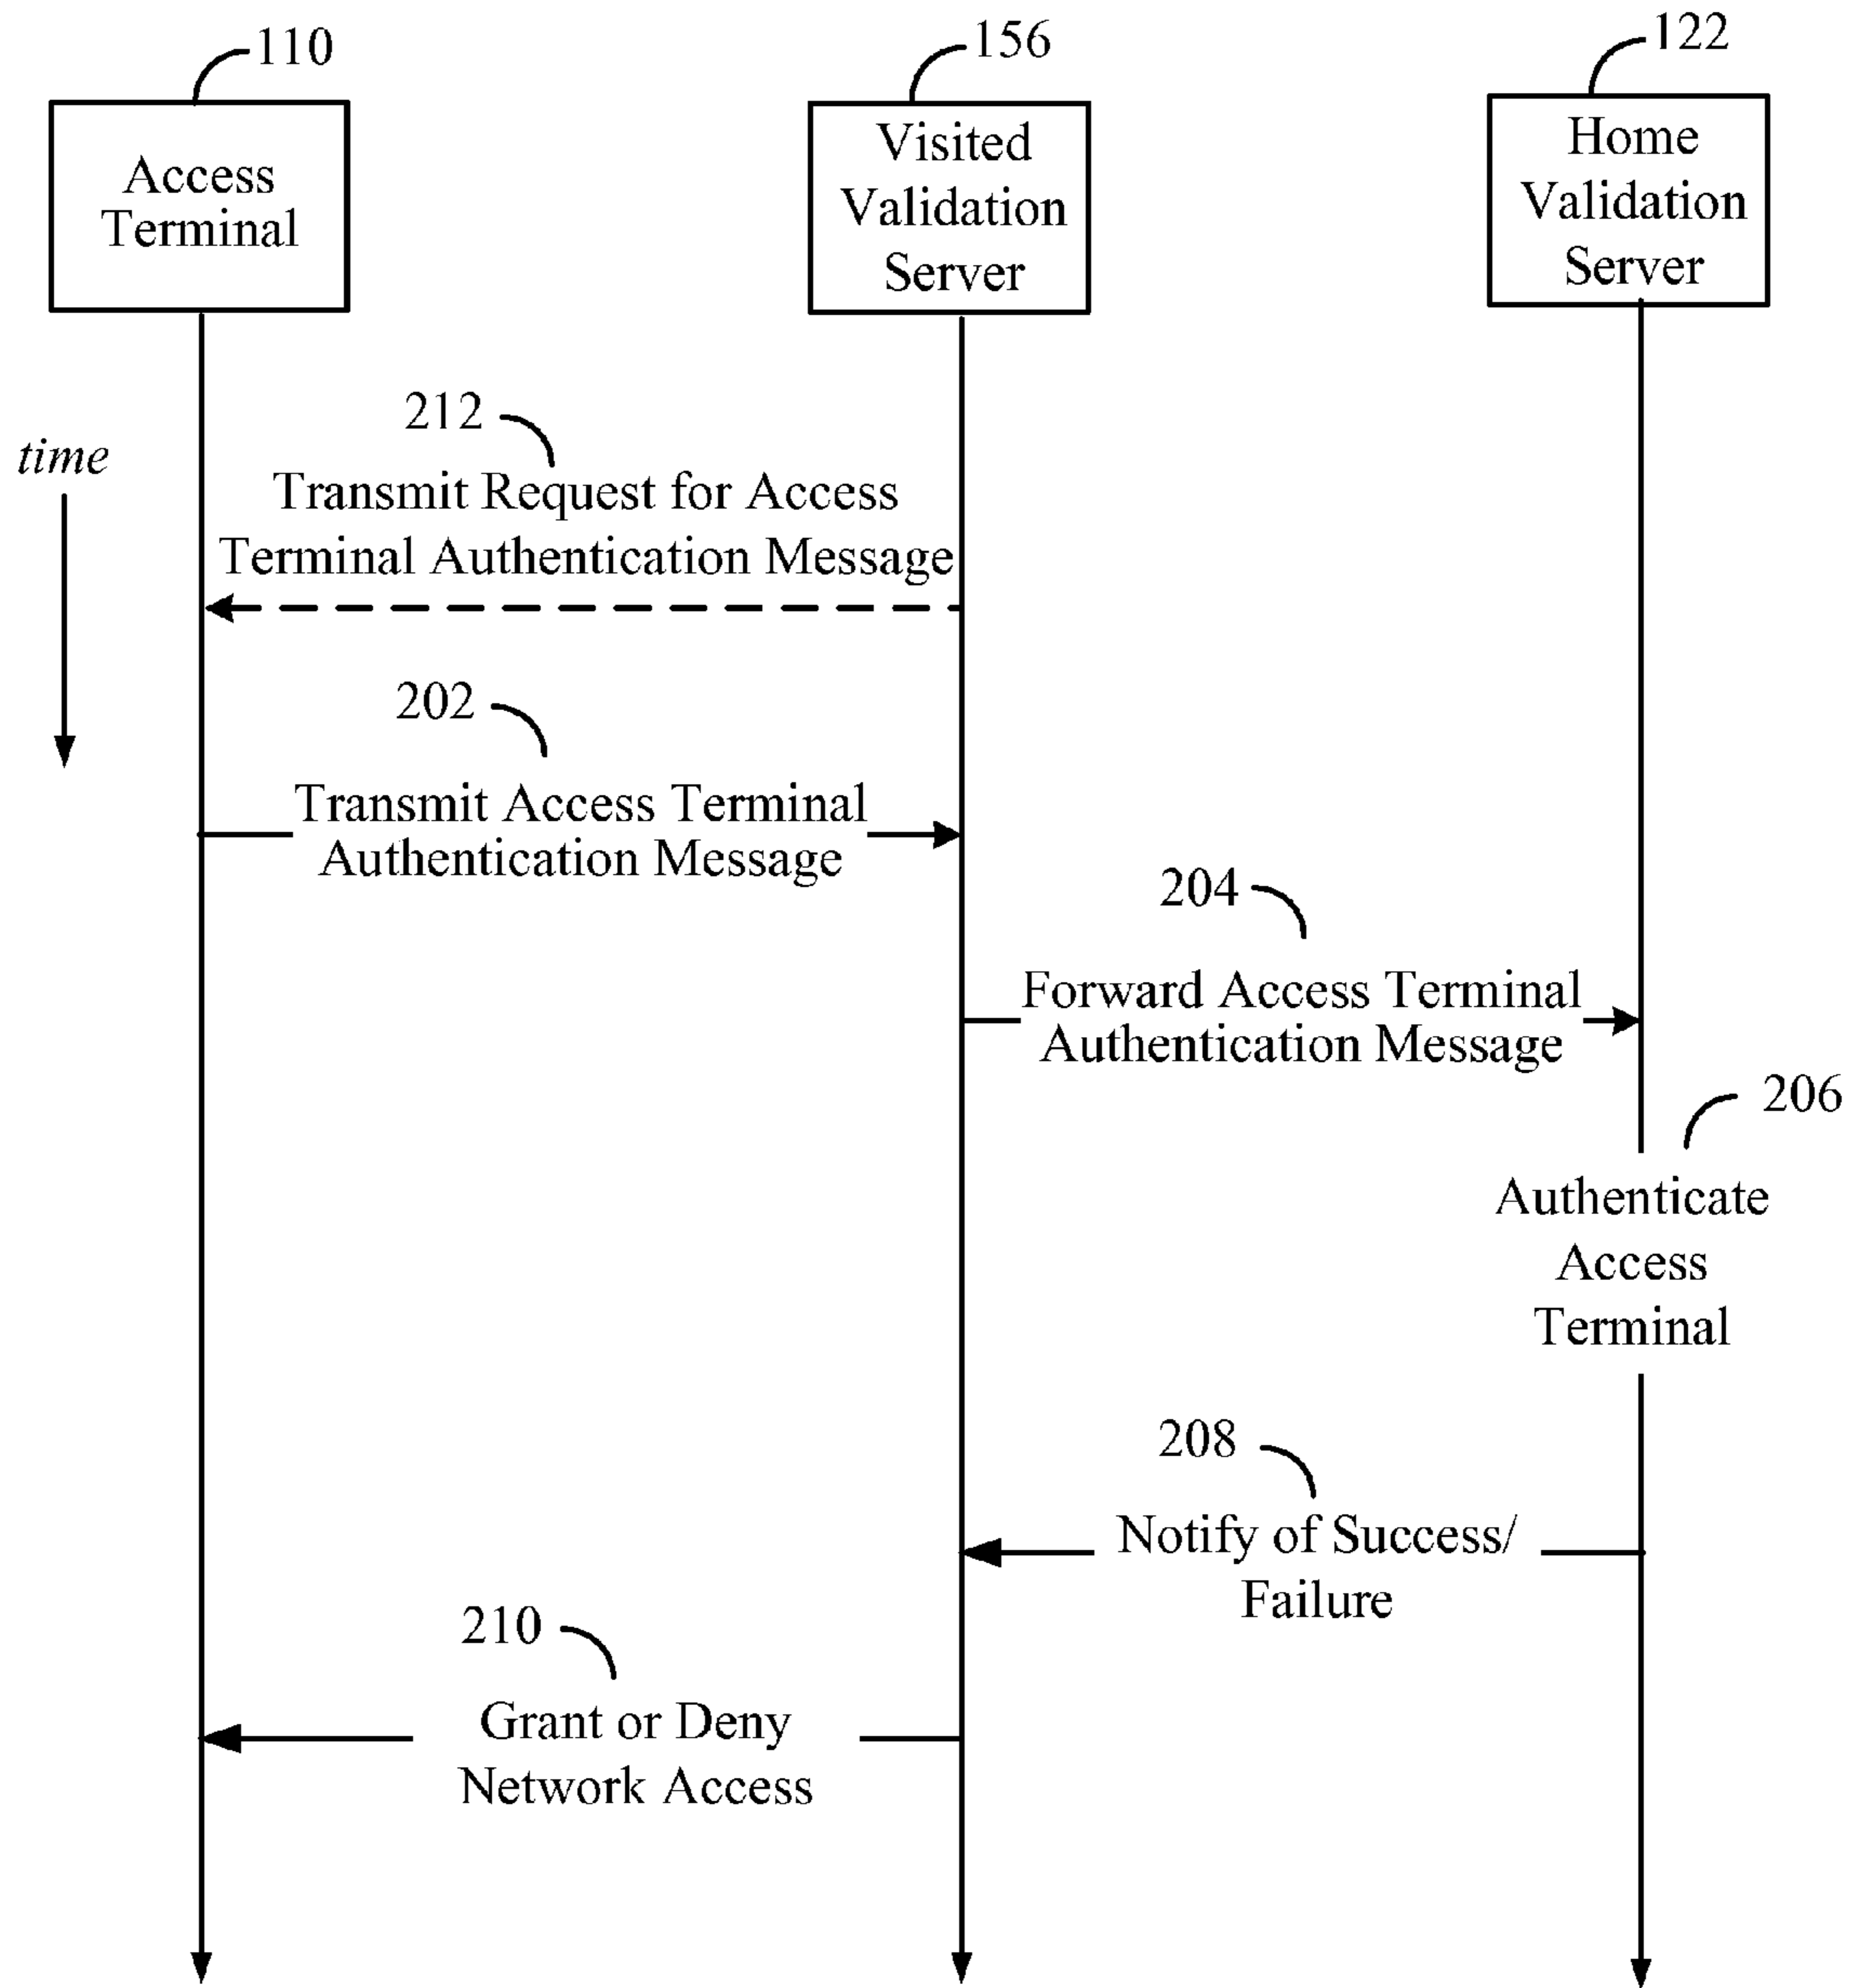 110
156
122
Access
Terminal
Visited
Validation
Server
Home
Validation
Server
212
time
Transmit Request for Access
Terminal Authentication Message
202
Transmit Access Terminal
Authentication Message
204
Forward Access Terminal
Authentication Message
206
Authenticate
Access
Terminal
208
Notify of Success/
Failure
210
Grant or Deny
Network Access